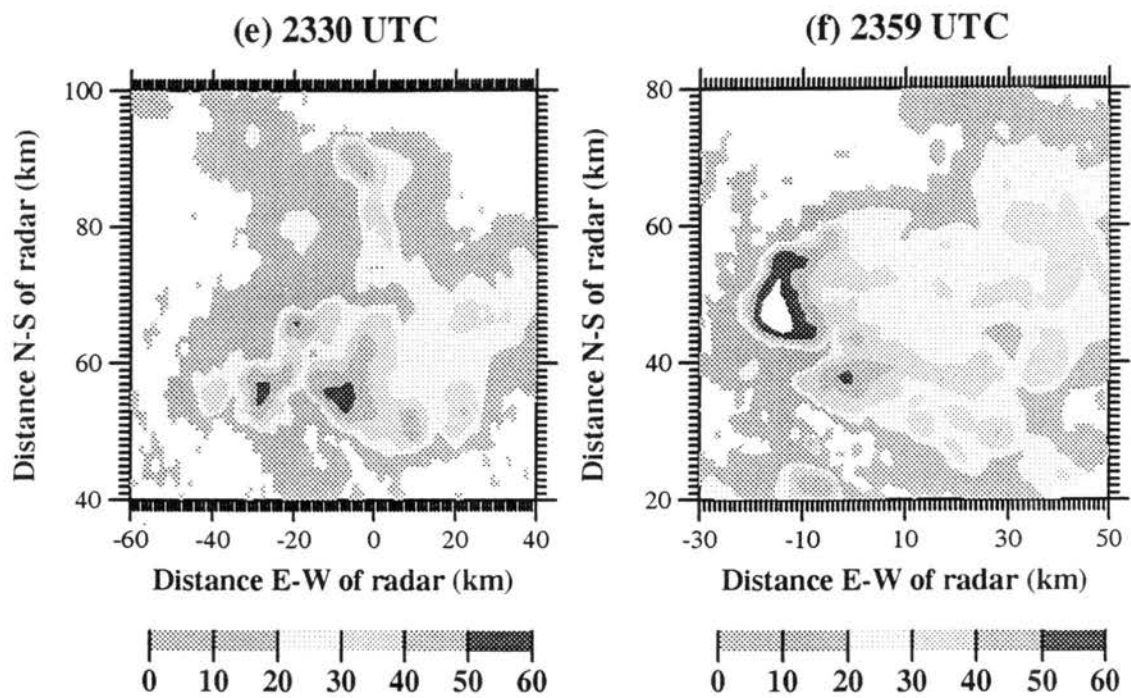 (e) 2330 UTC
(f) 2359 UTC
100
80
60
40
Distance N-S of radar (km)
-60 -40 -20 0 20 40
Distance E-W of radar (km)
0 10 20 30 40 50 60
80
60
40
20
Distance N-S of radar (km)
-30 -10 10 30 50
Distance E-W of radar (km)
0 10 20 30 40 50 60